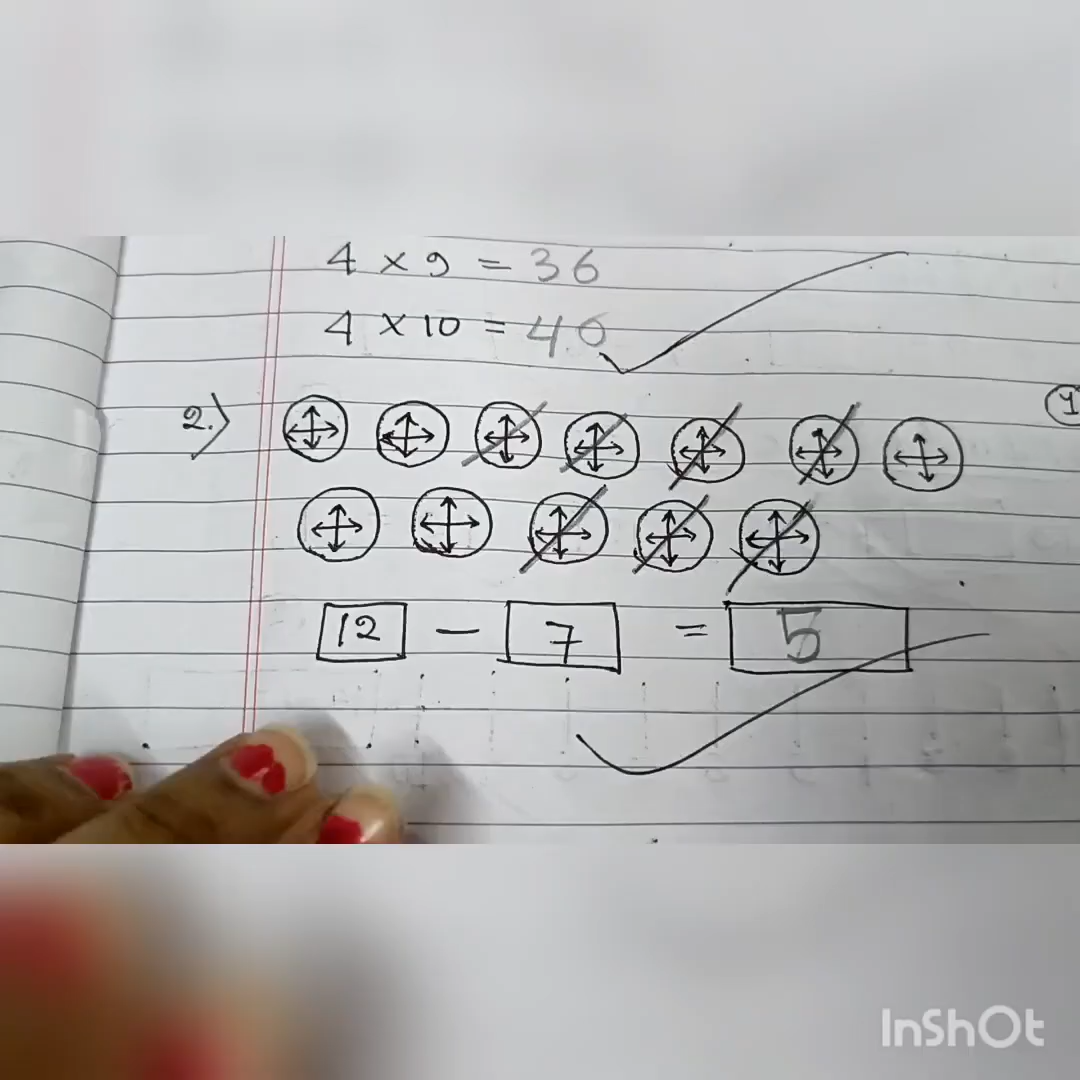 4 × 9 = 36
4 × 10 = 40
2.)
12 — 7 = 5
InShOt